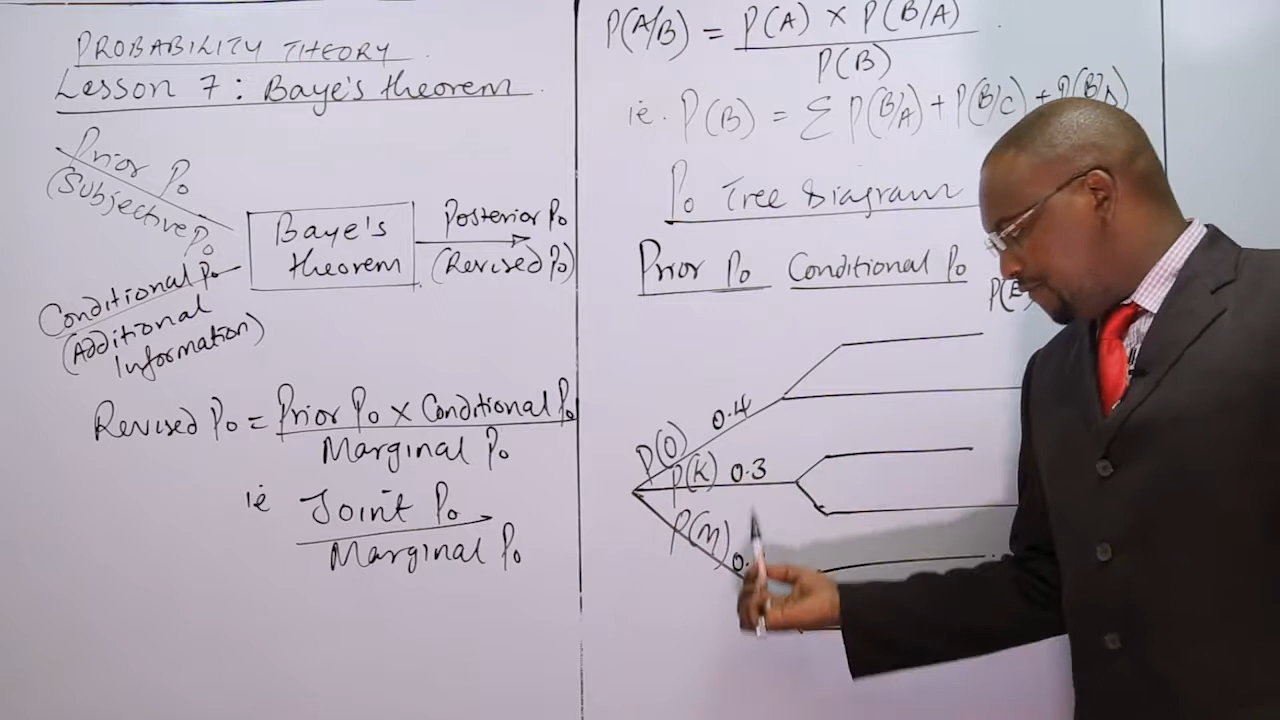 PROBABILITY THEORY
Lesson 7: Baye's theorem
Prior Po
(Subjective Po
Conditional Po
(Additional
Information)
Baye's
theorem
Posterior Po
(Revised Po)
Revised Po = Prior Po x Conditional Po
Marginal Po
ie Joint Po
Marginal Po
P(A/B) = P(A) x P(B/A)
P(B)
ie. P(B) = Σ P(B/A) + P(B/C) + P(B/D)
Po Tree Diagram
Prior Po Conditional Po
P(E
P(O) 0.4
P(K) 0.3
P(M) 0.